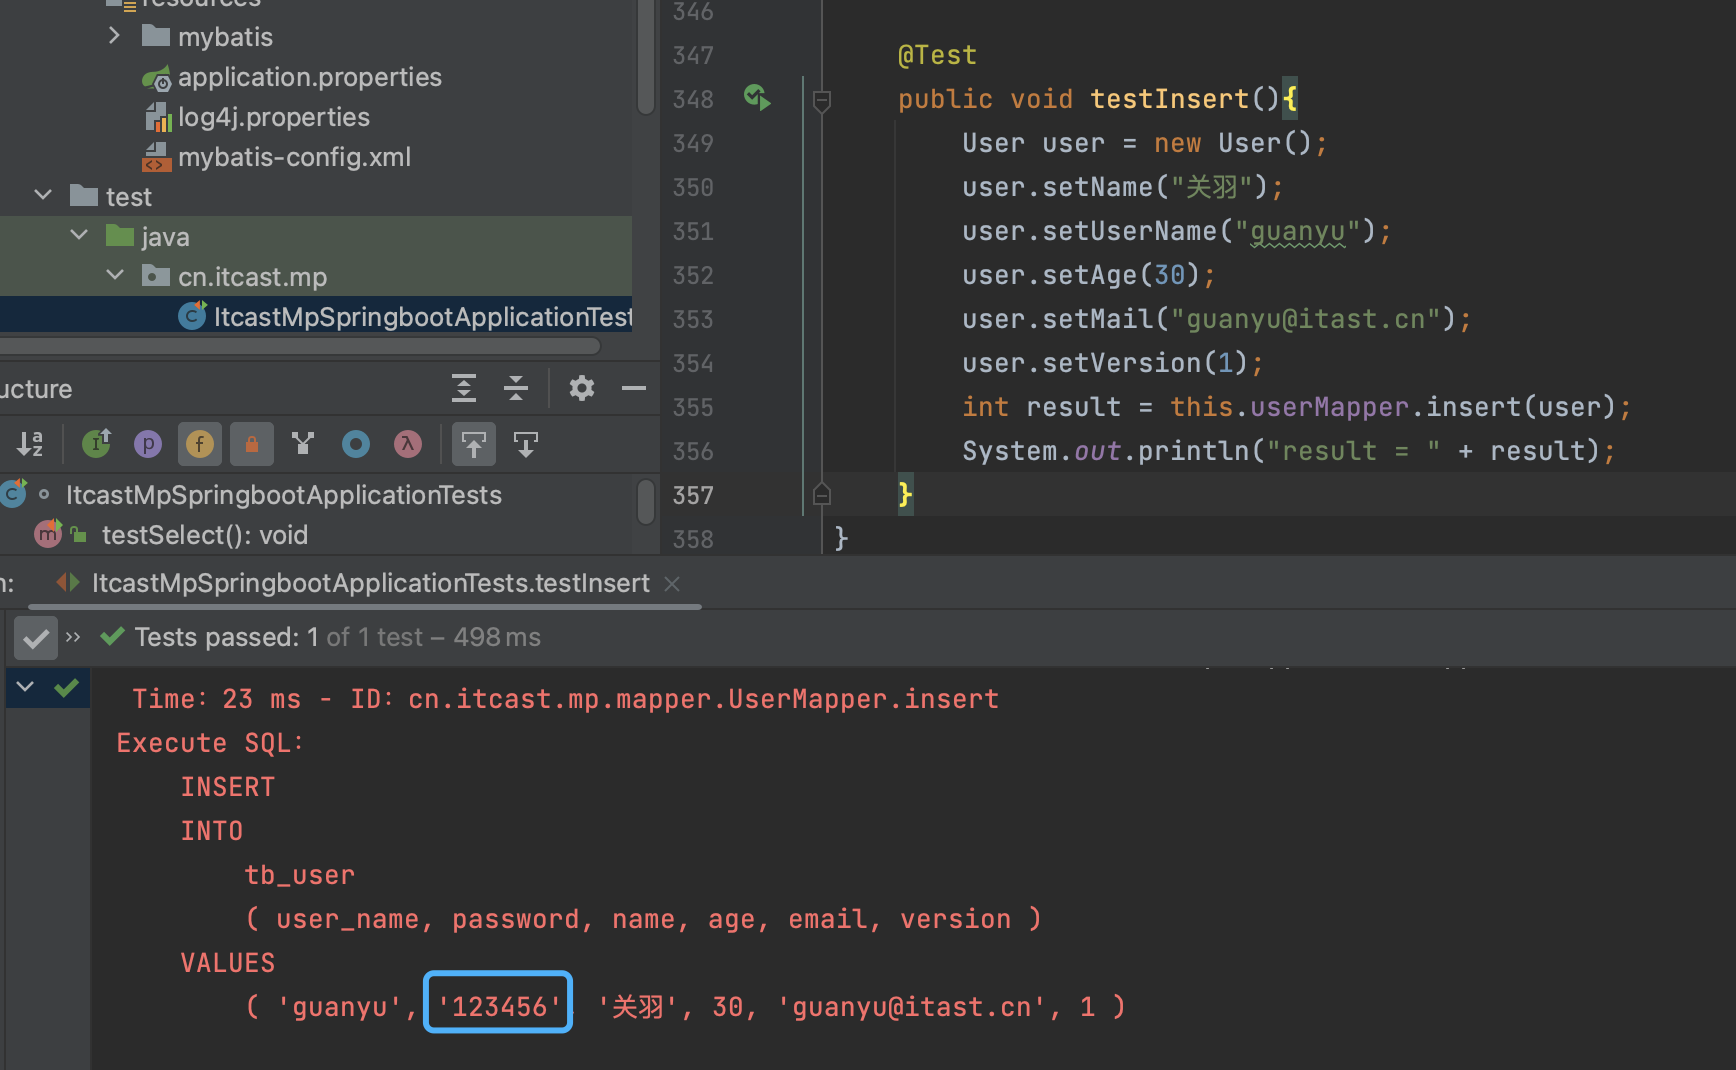 resources
mybatis
application.properties
log4j.properties
mybatis-config.xml
test
java
cn.itcast.mp
ItcastMpSpringbootApplicationTest
ucture
ItcastMpSpringbootApplicationTests
testSelect(): void
346
347 @Test
348 public void testInsert(){
349 User user = new User();
350 user.setName("关羽");
351 user.setUserName("guanyu");
352 user.setAge(30);
353 user.setMail("guanyu@itast.cn");
354 user.setVersion(1);
355 int result = this.userMapper.insert(user);
356 System.out.println("result = " + result);
357 }
358 }
n: ItcastMpSpringbootApplicationTests.testInsert
Tests passed: 1 of 1 test – 498 ms
Time: 23 ms - ID: cn.itcast.mp.mapper.UserMapper.insert
Execute SQL:
INSERT
INTO
tb_user
( user_name, password, name, age, email, version )
VALUES
( 'guanyu', '123456' '关羽', 30, 'guanyu@itast.cn', 1 )